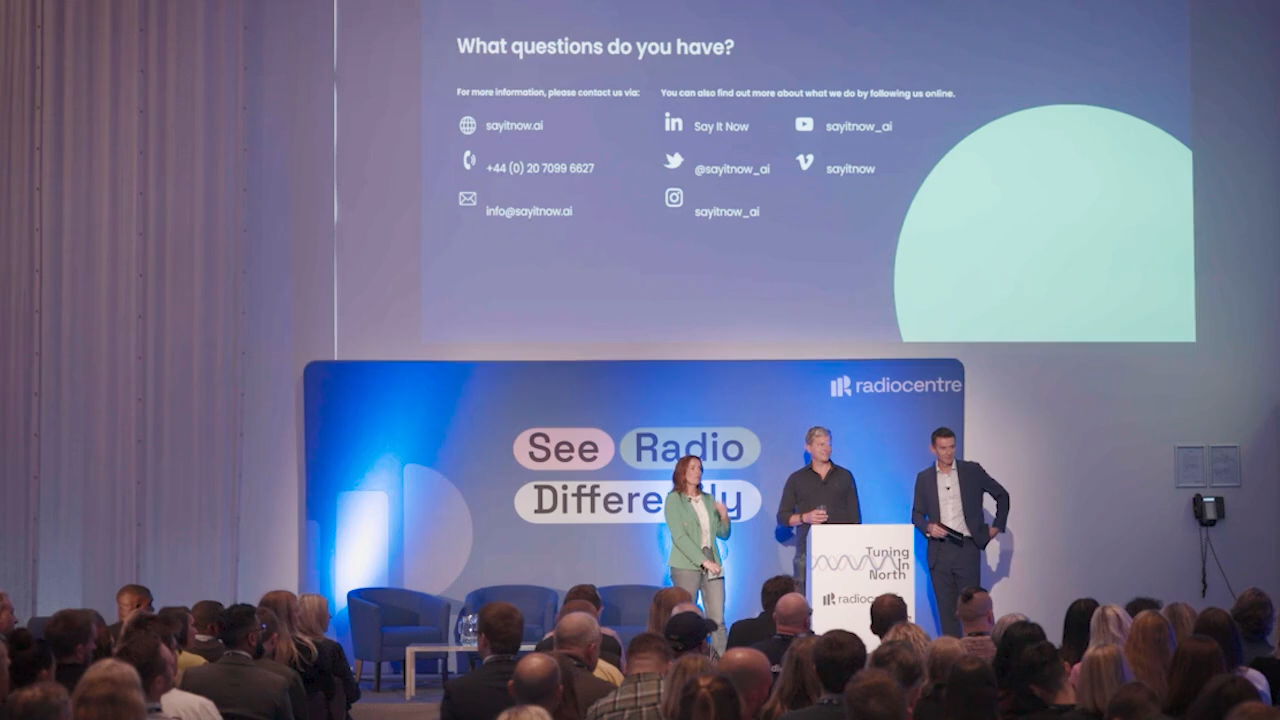 What questions do you have?
For more information, please contact us via:
You can also find out more about what we do by following us online.
sayitnow.ai
Say It Now
sayitnow_ai
+44 (0) 20 7099 6627
@sayitnow_ai
sayitnow
info@sayitnow.ai
sayitnow_ai
radiocentre
See Radio
Differently
Tuning
In
North
radiocentre